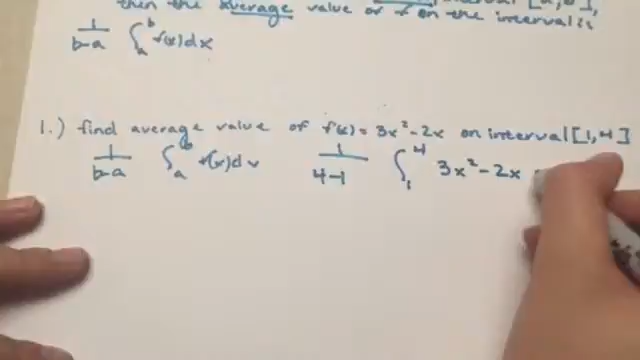 then the average value of f on the interval is
1/(b-a) ∫_a^b f(x)dx
1.) find average value of f(x)=3x²-2x on interval [1,4]
1/(b-a) ∫_a^b f(x)dx 1/(4-1) ∫_1^4 3x²-2x